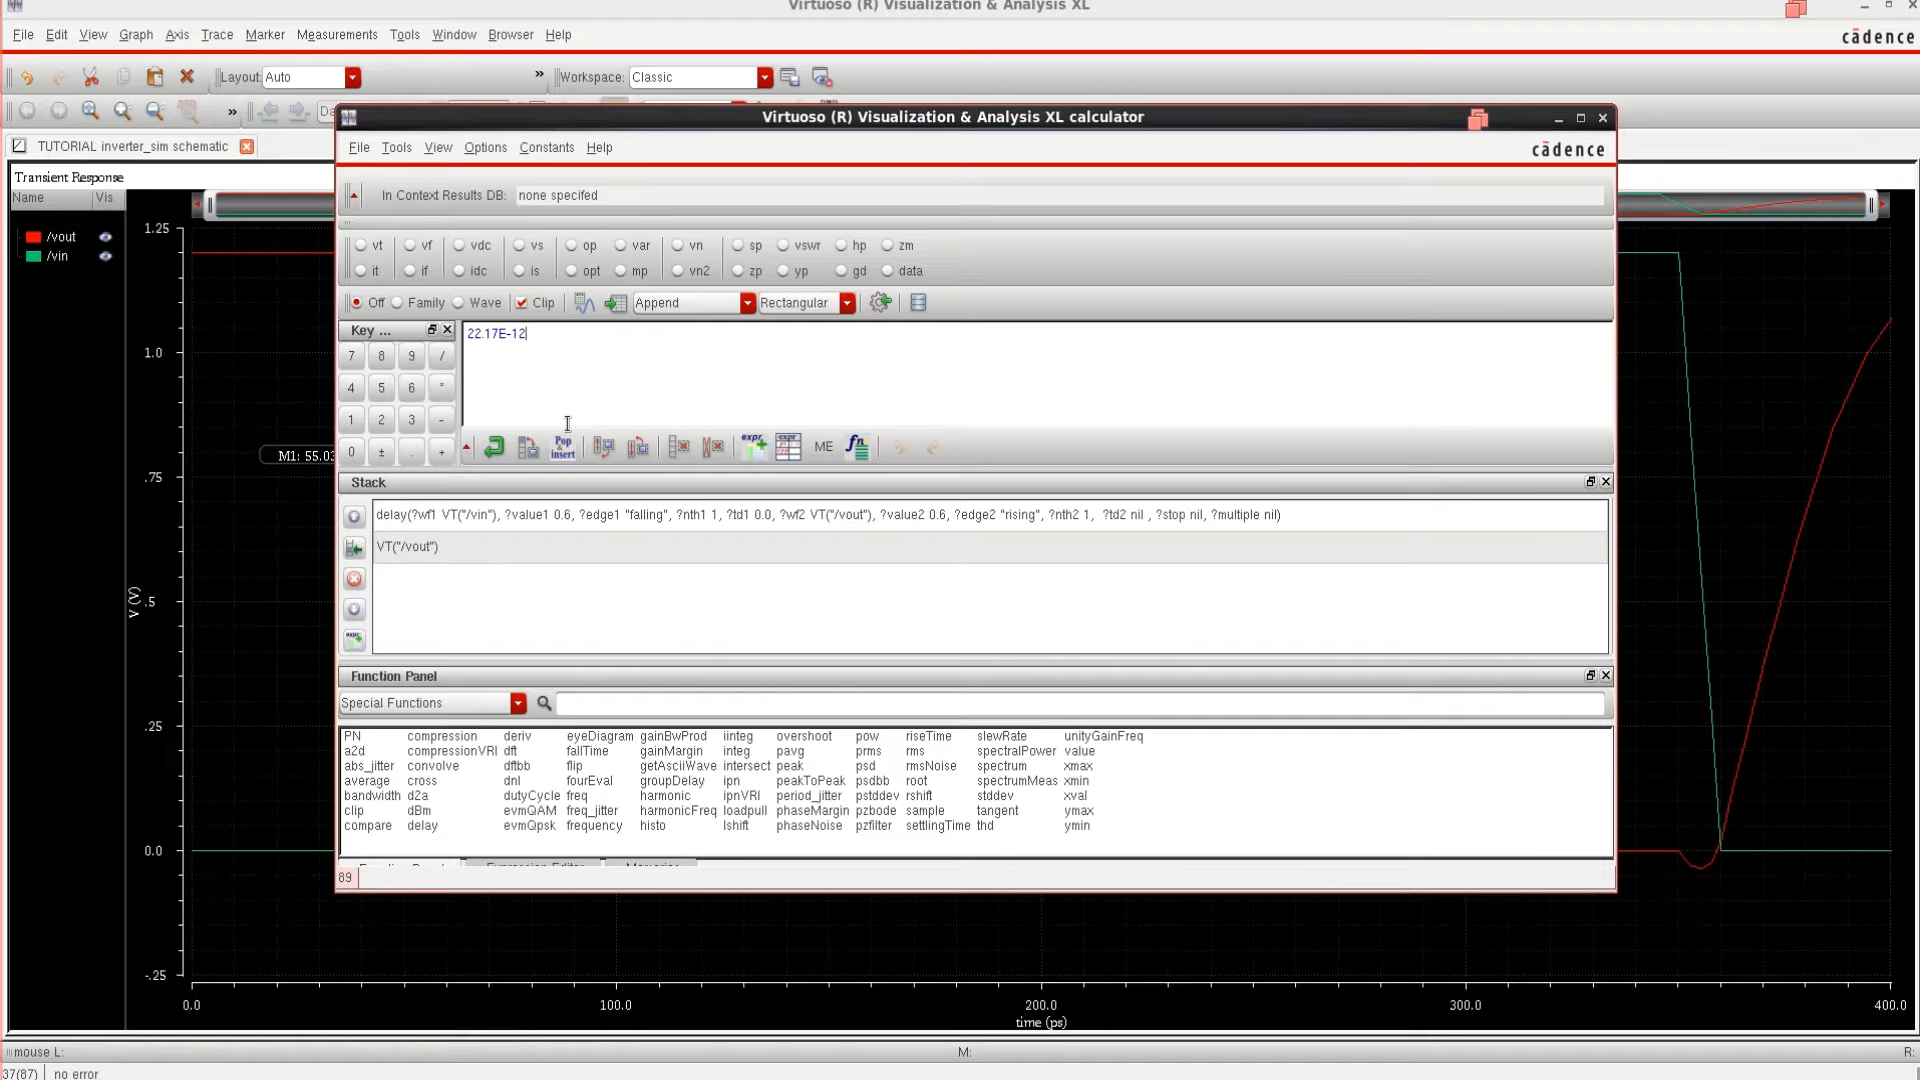 Virtuoso (R) Visualization & Analysis XL
File Edit View Graph Axis Trace Marker Measurements Tools Window Browser Help
cādence
Layout: Auto » Workspace: Classic
»
TUTORIAL inverter_sim schematic
Transient Response
Name Vis
/vout
/vin
1.25
1.0
.75
.5
.25
0.0
-.25
V (V)
M1: 55.03
0.0 100.0 200.0 300.0 400.0
time (ps)
Virtuoso (R) Visualization & Analysis XL calculator
File Tools View Options Constants Help
cādence
In Context Results DB: none specifed
vt vf vdc vs op var vn sp vswr hp zm
it if idc is opt mp vn2 zp yp gd data
Off Family Wave Clip Append Rectangular
Key ...
7 8 9 /
4 5 6 *
1 2 3 -
0 ± . +
22.17E-12
Pop insert expr expr ME fn
Stack
delay(?wf1 VT("/vin"), ?value1 0.6, ?edge1 "falling", ?nth1 1, ?td1 0.0, ?wf2 VT("/vout"), ?value2 0.6, ?edge2 "rising", ?nth2 1, ?td2 nil , ?stop nil, ?multiple nil)
VT("/vout")
expr
Function Panel
Special Functions
PN compression deriv eyeDiagram gainBwProd iinteg overshoot pow riseTime slewRate unityGainFreq
a2d compressionVRI dft fallTime gainMargin integ pavg prms rms spectralPower value
abs_jitter convolve dftbb flip getAsciiWave intersect peak psd rmsNoise spectrum xmax
average cross dnl fourEval groupDelay ipn peakToPeak psdbb root spectrumMeas xmin
bandwidth d2a dutyCycle freq harmonic ipnVRI period_jitter pstddev rshift stddev xval
clip dBm evmQAM freq_jitter harmonicFreq loadpull phaseMargin pzbode sample tangent ymax
compare delay evmQpsk frequency histo lshift phaseNoise pzfilter settlingTime thd ymin
89
mouse L: M: R:
37(87) no error